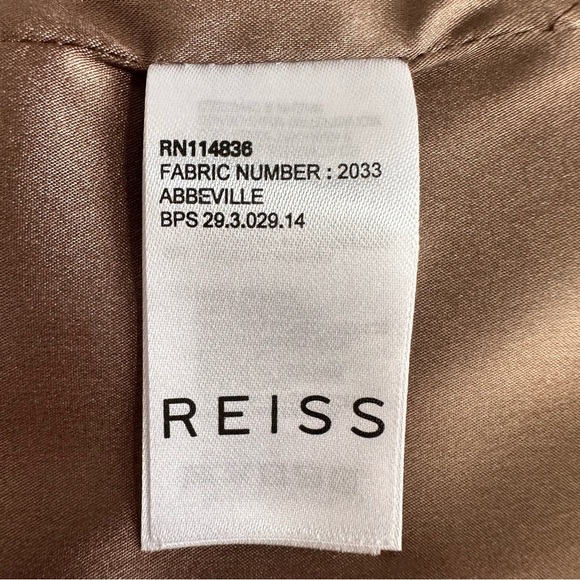 RN114836
FABRIC NUMBER : 2033
ABBEVILLE
BPS 29.3.029.14
REISS